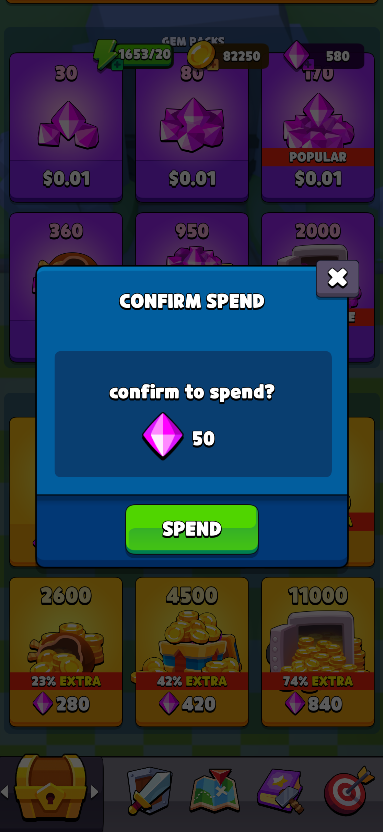 GEM PACKS
1653/20
82250
580
30
80
170
POPULAR
$0.01
$0.01
$0.01
360
950
2000
CONFIRM SPEND
confirm to spend?
50
SPEND
2600
4500
11000
23% EXTRA
42% EXTRA
74% EXTRA
280
420
840